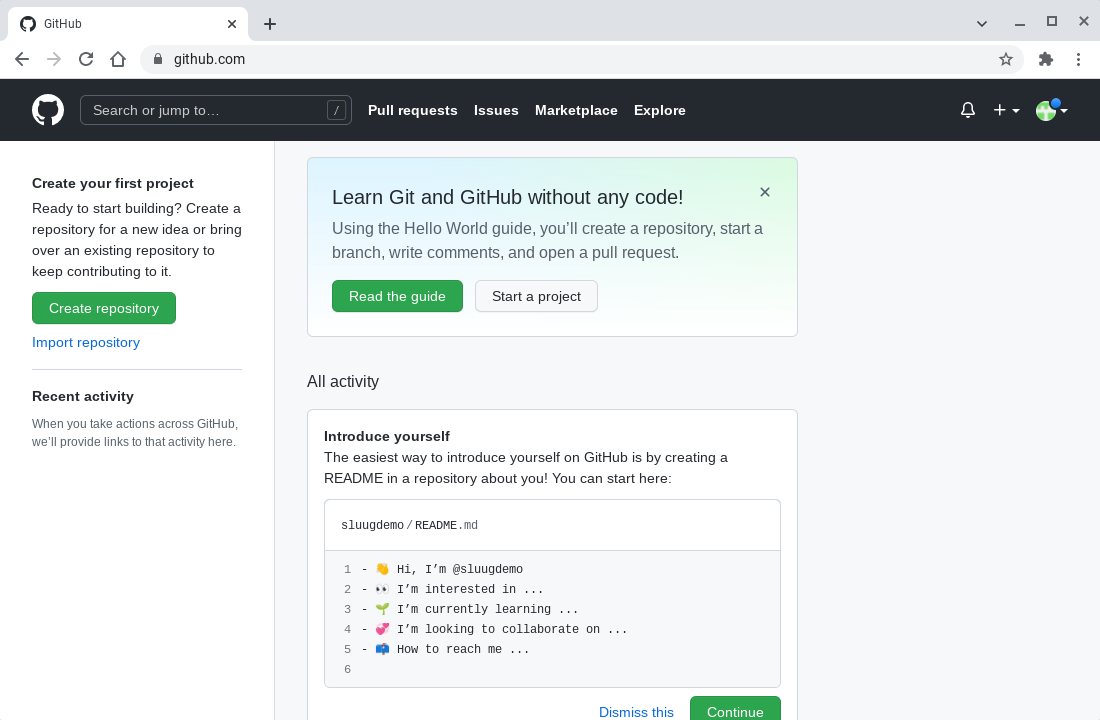 GitHub
github.com
Search or jump to…
/
Pull requests
Issues
Marketplace
Explore
Create your first project
Ready to start building? Create a
repository for a new idea or bring
over an existing repository to
keep contributing to it.
Create repository
Import repository
Recent activity
When you take actions across GitHub,
we’ll provide links to that activity here.
Learn Git and GitHub without any code!
Using the Hello World guide, you’ll create a repository, start a
branch, write comments, and open a pull request.
Read the guide
Start a project
All activity
Introduce yourself
The easiest way to introduce yourself on GitHub is by creating a
README in a repository about you! You can start here:
sluugdemo/README.md
1 - 👋 Hi, I’m @sluugdemo
2 - 👀 I’m interested in ...
3 - 🌱 I’m currently learning ...
4 - 💞️ I’m looking to collaborate on ...
5 - 📫 How to reach me ...
6
Dismiss this
Continue